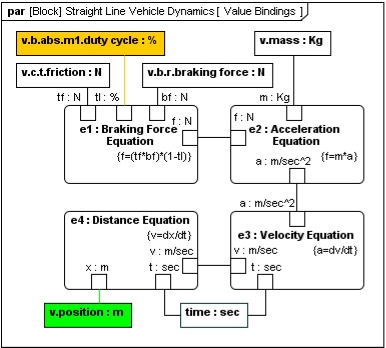 par [Block] Straight Line Vehicle Dynamics [ Value Bindings ]
v.b.abs.m1.duty cycle : %
v.mass : Kg
v.c.t.friction : N
v.b.r.braking force : N
tf : N
tl : %
bf : N
m : Kg
f : N
f : N
e1 : Braking Force
Equation
{f=(tf*bf)*(1-tl)}
e2 : Acceleration
Equation
{f=m*a}
a : m/sec^2
a : m/sec^2
e4 : Distance Equation
{v=dx/dt}
v : m/sec
x : m
t : sec
e3 : Velocity Equation
v : m/sec
{a=dv/dt}
t : sec
v.position : m
time : sec